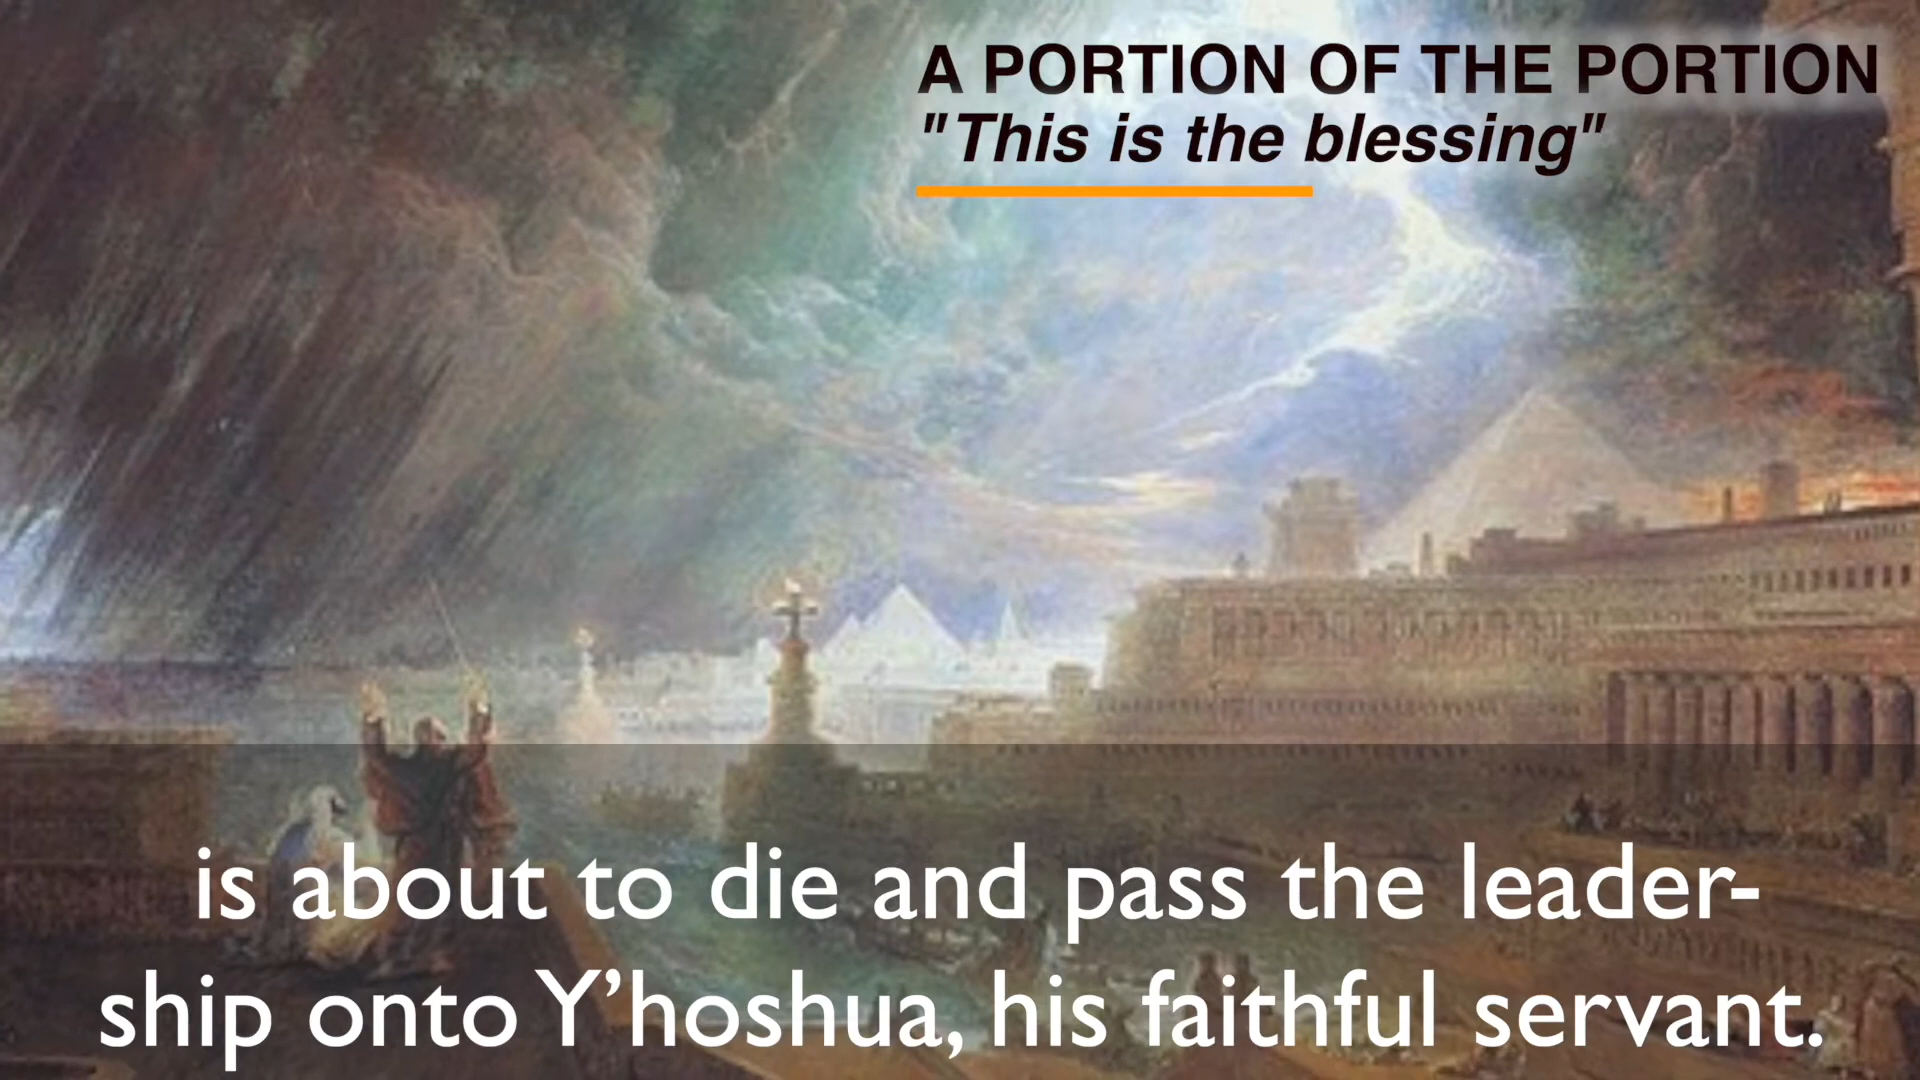 A PORTION OF THE PORTION
"This is the blessing"
is about to die and pass the leader-
ship onto Y’hoshua, his faithful servant.